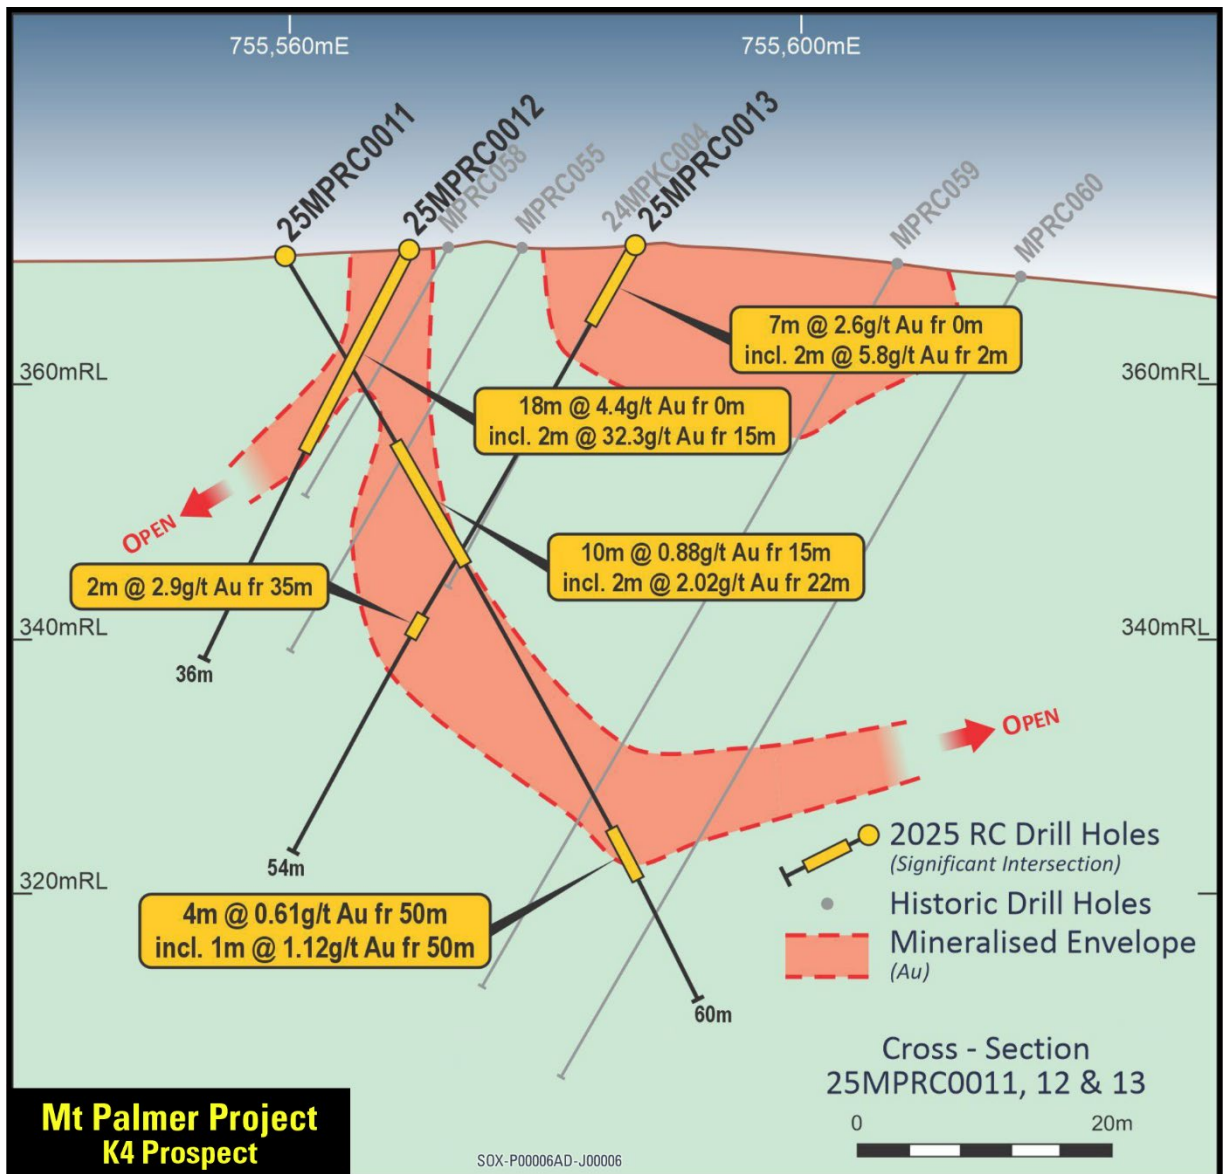 755,560mE
755,600mE
25MPRC0011
25MPRC0012
MPRC058
MPRC055
24MPKC004
25MPRC0013
MPRC059
MPRC060
7m @ 2.6g/t Au fr 0m
incl. 2m @ 5.8g/t Au fr 2m
360mRL
360mRL
18m @ 4.4g/t Au fr 0m
incl. 2m @ 32.3g/t Au fr 15m
OPEN
10m @ 0.88g/t Au fr 15m
incl. 2m @ 2.02g/t Au fr 22m
2m @ 2.9g/t Au fr 35m
340mRL
340mRL
36m
OPEN
54m
320mRL
4m @ 0.61g/t Au fr 50m
incl. 1m @ 1.12g/t Au fr 50m
60m
2025 RC Drill Holes
(Significant Intersection)
Historic Drill Holes
Mineralised Envelope
(Au)
Cross - Section
25MPRC0011, 12 & 13
0 20m
Mt Palmer Project
K4 Prospect
SOX-P00006AD-J00006